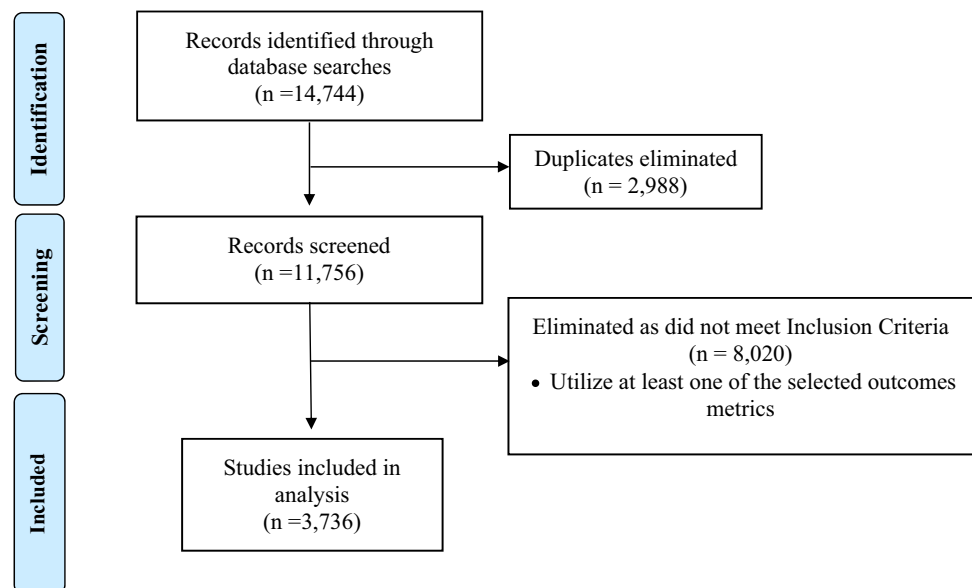 Identification
Records identified through
database searches
(n =14,744)
Duplicates eliminated
(n = 2,988)
Screening
Records screened
(n =11,756)
Eliminated as did not meet Inclusion Criteria
(n = 8,020)
• Utilize at least one of the selected outcomes
metrics
Included
Studies included in
analysis
(n =3,736)